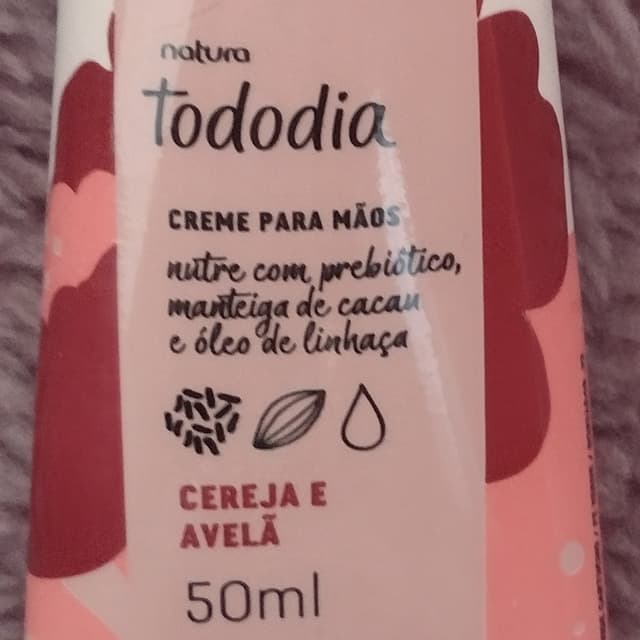 natura
tododia
CREME PARA MÃOS
nutre com prebiótico,
manteiga de cacau
e óleo de linhaça
CEREJA E
AVELÃ
50ml